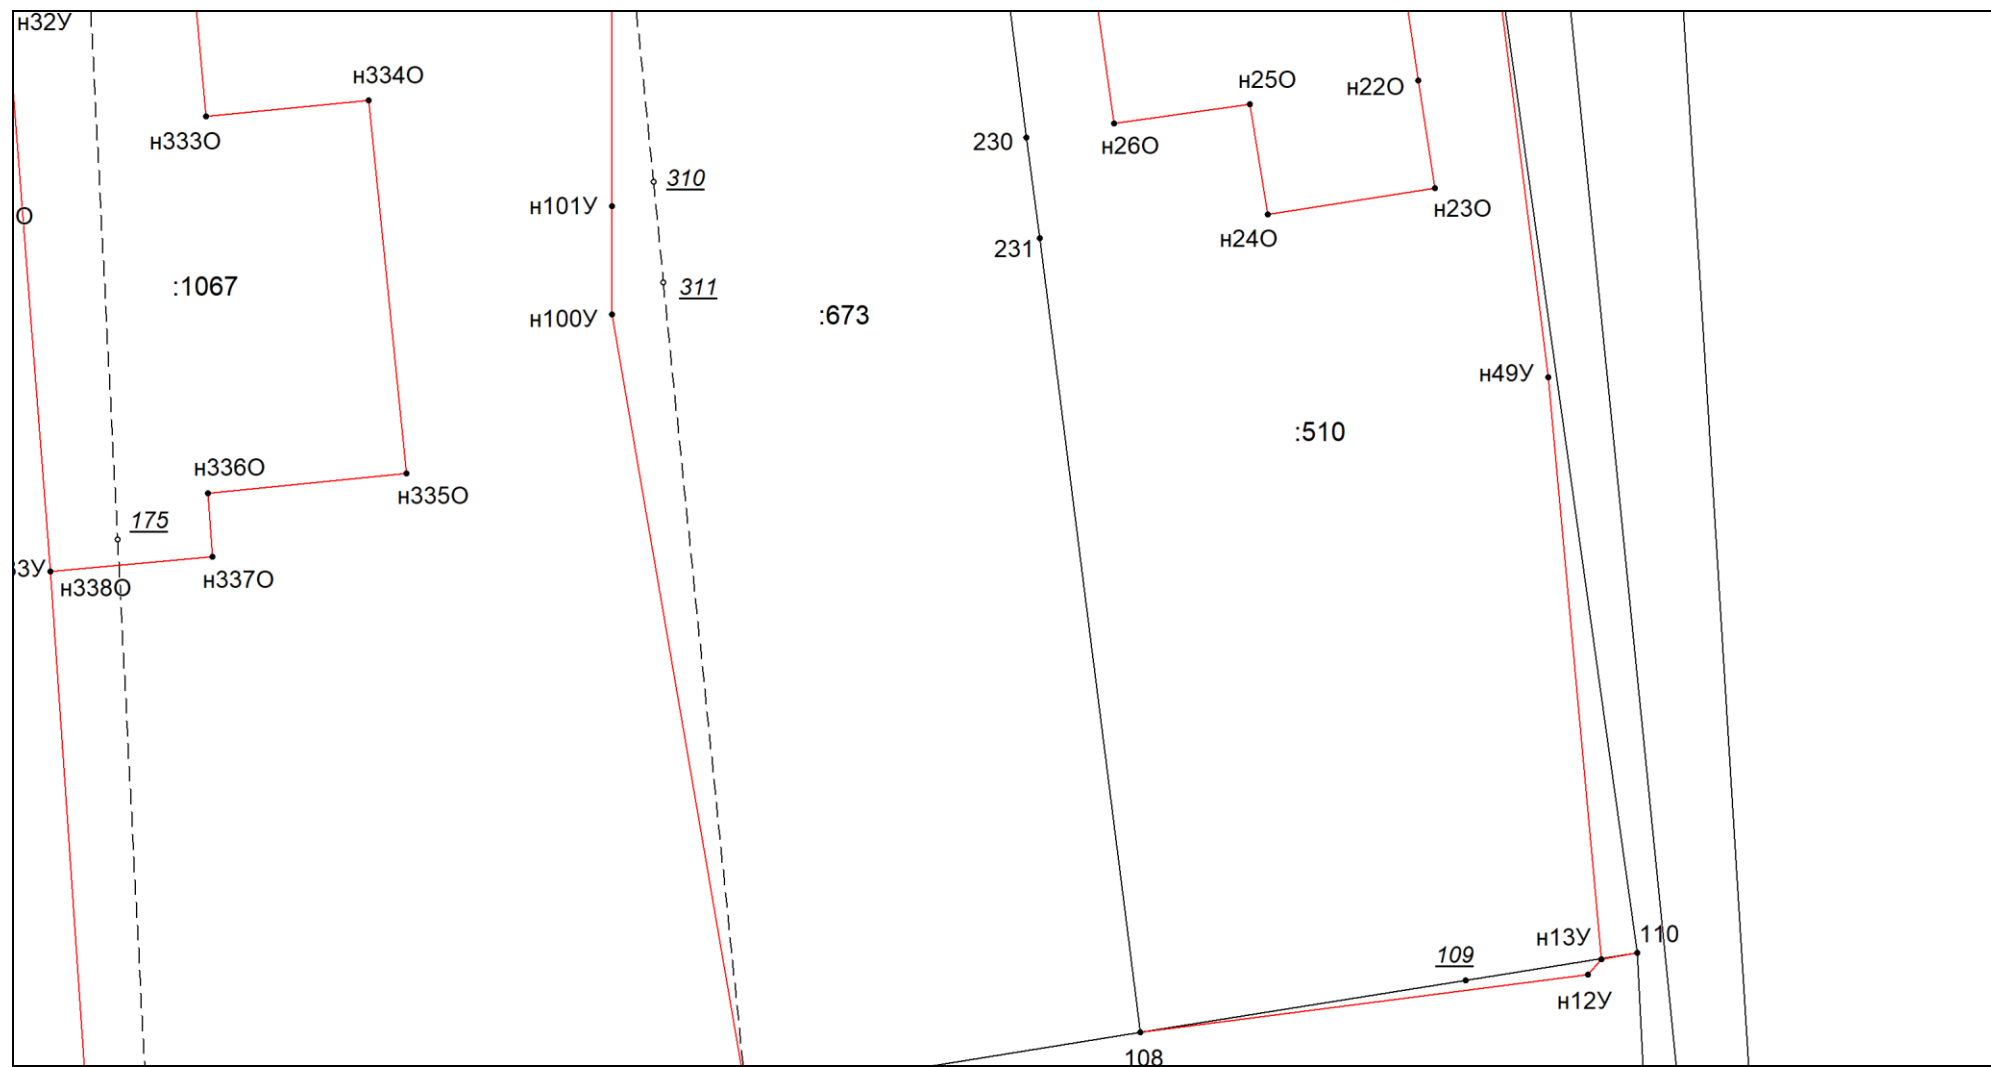 н32У
н334О
н333О
н25О
н22О
н26О
230
310
н101У
н23О
О
231
н24О
:1067
311
н100У
:673
н49У
:510
н336О
н335О
175
3У
н338О
н337О
110
н13У
109
н12У
108